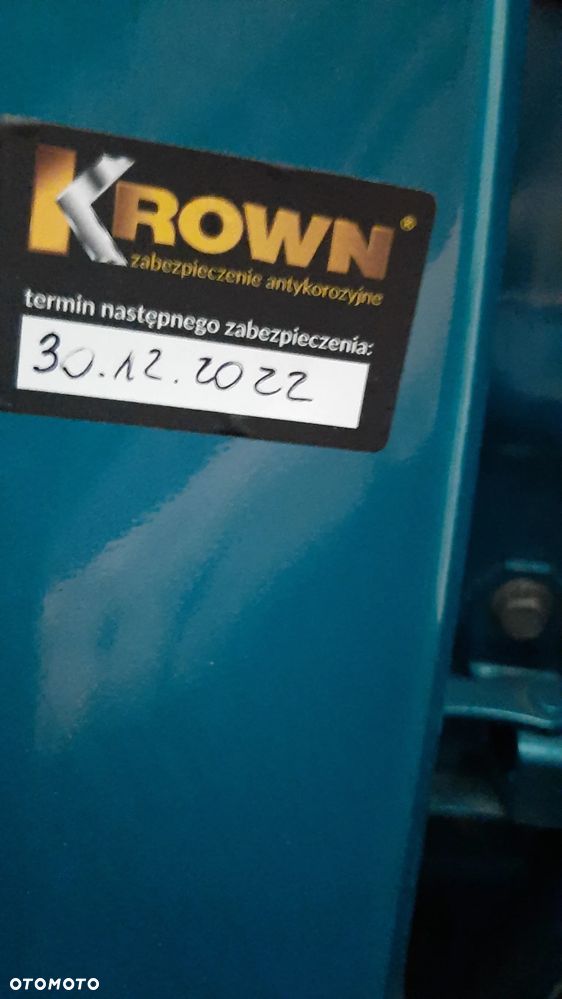 KROWN®
zabezpieczenie antykorozyjne
termin następnego zabezpieczenia:
30.12.2022
OTOMOTO